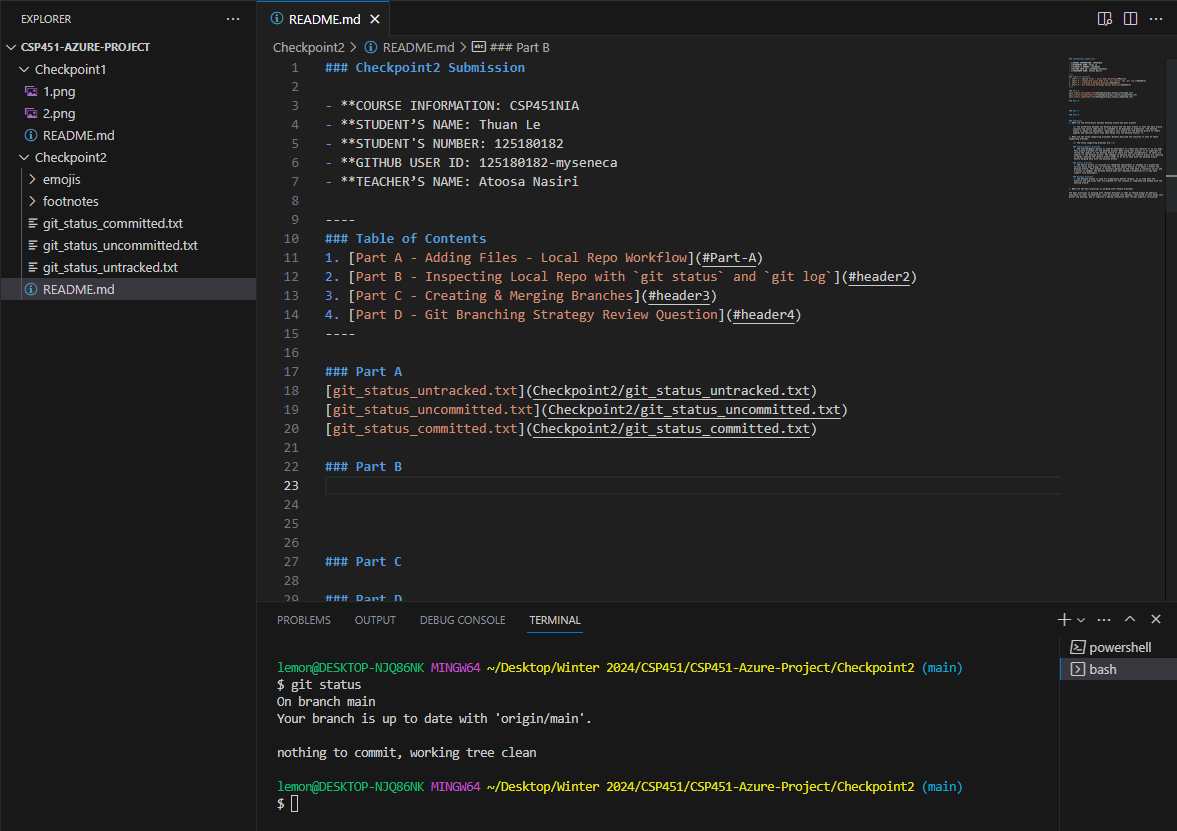 EXPLORER
CSP451-AZURE-PROJECT
Checkpoint1
1.png
2.png
README.md
Checkpoint2
emojis
footnotes
git_status_committed.txt
git_status_uncommitted.txt
git_status_untracked.txt
README.md
README.md
Checkpoint2 > README.md > ### Part B
1 ### Checkpoint2 Submission
2
3 - **COURSE INFORMATION: CSP451NIA
4 - **STUDENT’S NAME: Thuan Le
5 - **STUDENT'S NUMBER: 125180182
6 - **GITHUB USER ID: 125180182-myseneca
7 - **TEACHER’S NAME: Atoosa Nasiri
8
9 ----
10 ### Table of Contents
11 1. [Part A - Adding Files - Local Repo Workflow](#Part-A)
12 2. [Part B - Inspecting Local Repo with `git status` and `git log`](#header2)
13 3. [Part C - Creating & Merging Branches](#header3)
14 4. [Part D - Git Branching Strategy Review Question](#header4)
15 ----
16
17 ### Part A
18 [git_status_untracked.txt](Checkpoint2/git_status_untracked.txt)
19 [git_status_uncommitted.txt](Checkpoint2/git_status_uncommitted.txt)
20 [git_status_committed.txt](Checkpoint2/git_status_committed.txt)
21
22 ### Part B
23
24
25
26
27 ### Part C
28
29 ### Part D
PROBLEMS OUTPUT DEBUG CONSOLE TERMINAL
powershell
bash
lemon@DESKTOP-NJQ86NK MINGW64 ~/Desktop/Winter 2024/CSP451/CSP451-Azure-Project/Checkpoint2 (main)
$ git status
On branch main
Your branch is up to date with 'origin/main'.
nothing to commit, working tree clean
lemon@DESKTOP-NJQ86NK MINGW64 ~/Desktop/Winter 2024/CSP451/CSP451-Azure-Project/Checkpoint2 (main)
$